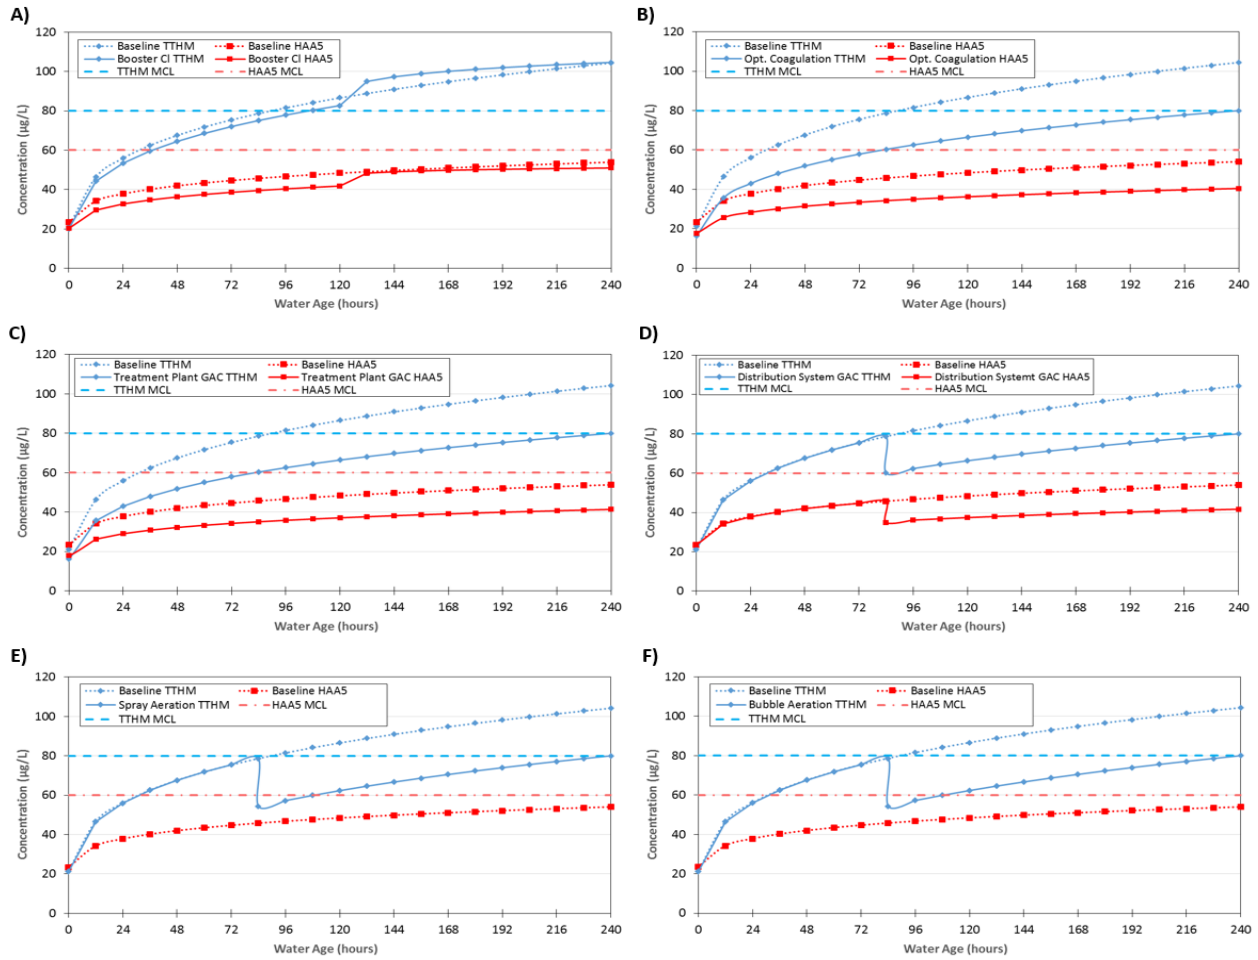 A)
Baseline TTHM
Baseline HAA5
Booster Cl TTHM
Booster Cl HAA5
TTHM MCL
HAA5 MCL
Concentration (µg/L)
120
100
80
60
40
20
0
0 24 48 72 96 120 144 168 192 216 240
Water Age (hours)
B)
Baseline TTHM
Baseline HAA5
Opt. Coagulation TTHM
Opt. Coagulation HAA5
TTHM MCL
HAA5 MCL
Concentration (µg/L)
120
100
80
60
40
20
0
0 24 48 72 96 120 144 168 192 216 240
Water Age (hours)
C)
Baseline TTHM
Baseline HAA5
Treatment Plant GAC TTHM
Treatment Plant GAC HAA5
TTHM MCL
HAA5 MCL
Concentration (µg/L)
120
100
80
60
40
20
0
0 24 48 72 96 120 144 168 192 216 240
Water Age (hours)
D)
Baseline TTHM
Baseline HAA5
Distribution System GAC TTHM
Distribution Systemt GAC HAA5
TTHM MCL
HAA5 MCL
Concentration (µg/L)
120
100
80
60
40
20
0
0 24 48 72 96 120 144 168 192 216 240
Water Age (hours)
E)
Baseline TTHM
Baseline HAA5
Spray Aeration TTHM
HAA5 MCL
TTHM MCL
Concentration (µg/L)
120
100
80
60
40
20
0
0 24 48 72 96 120 144 168 192 216 240
Water Age (hours)
F)
Baseline TTHM
Baseline HAA5
Bubble Aeration TTHM
HAA5 MCL
TTHM MCL
Concentration (µg/L)
120
100
80
60
40
20
0
0 24 48 72 96 120 144 168 192 216 240
Water Age (hours)